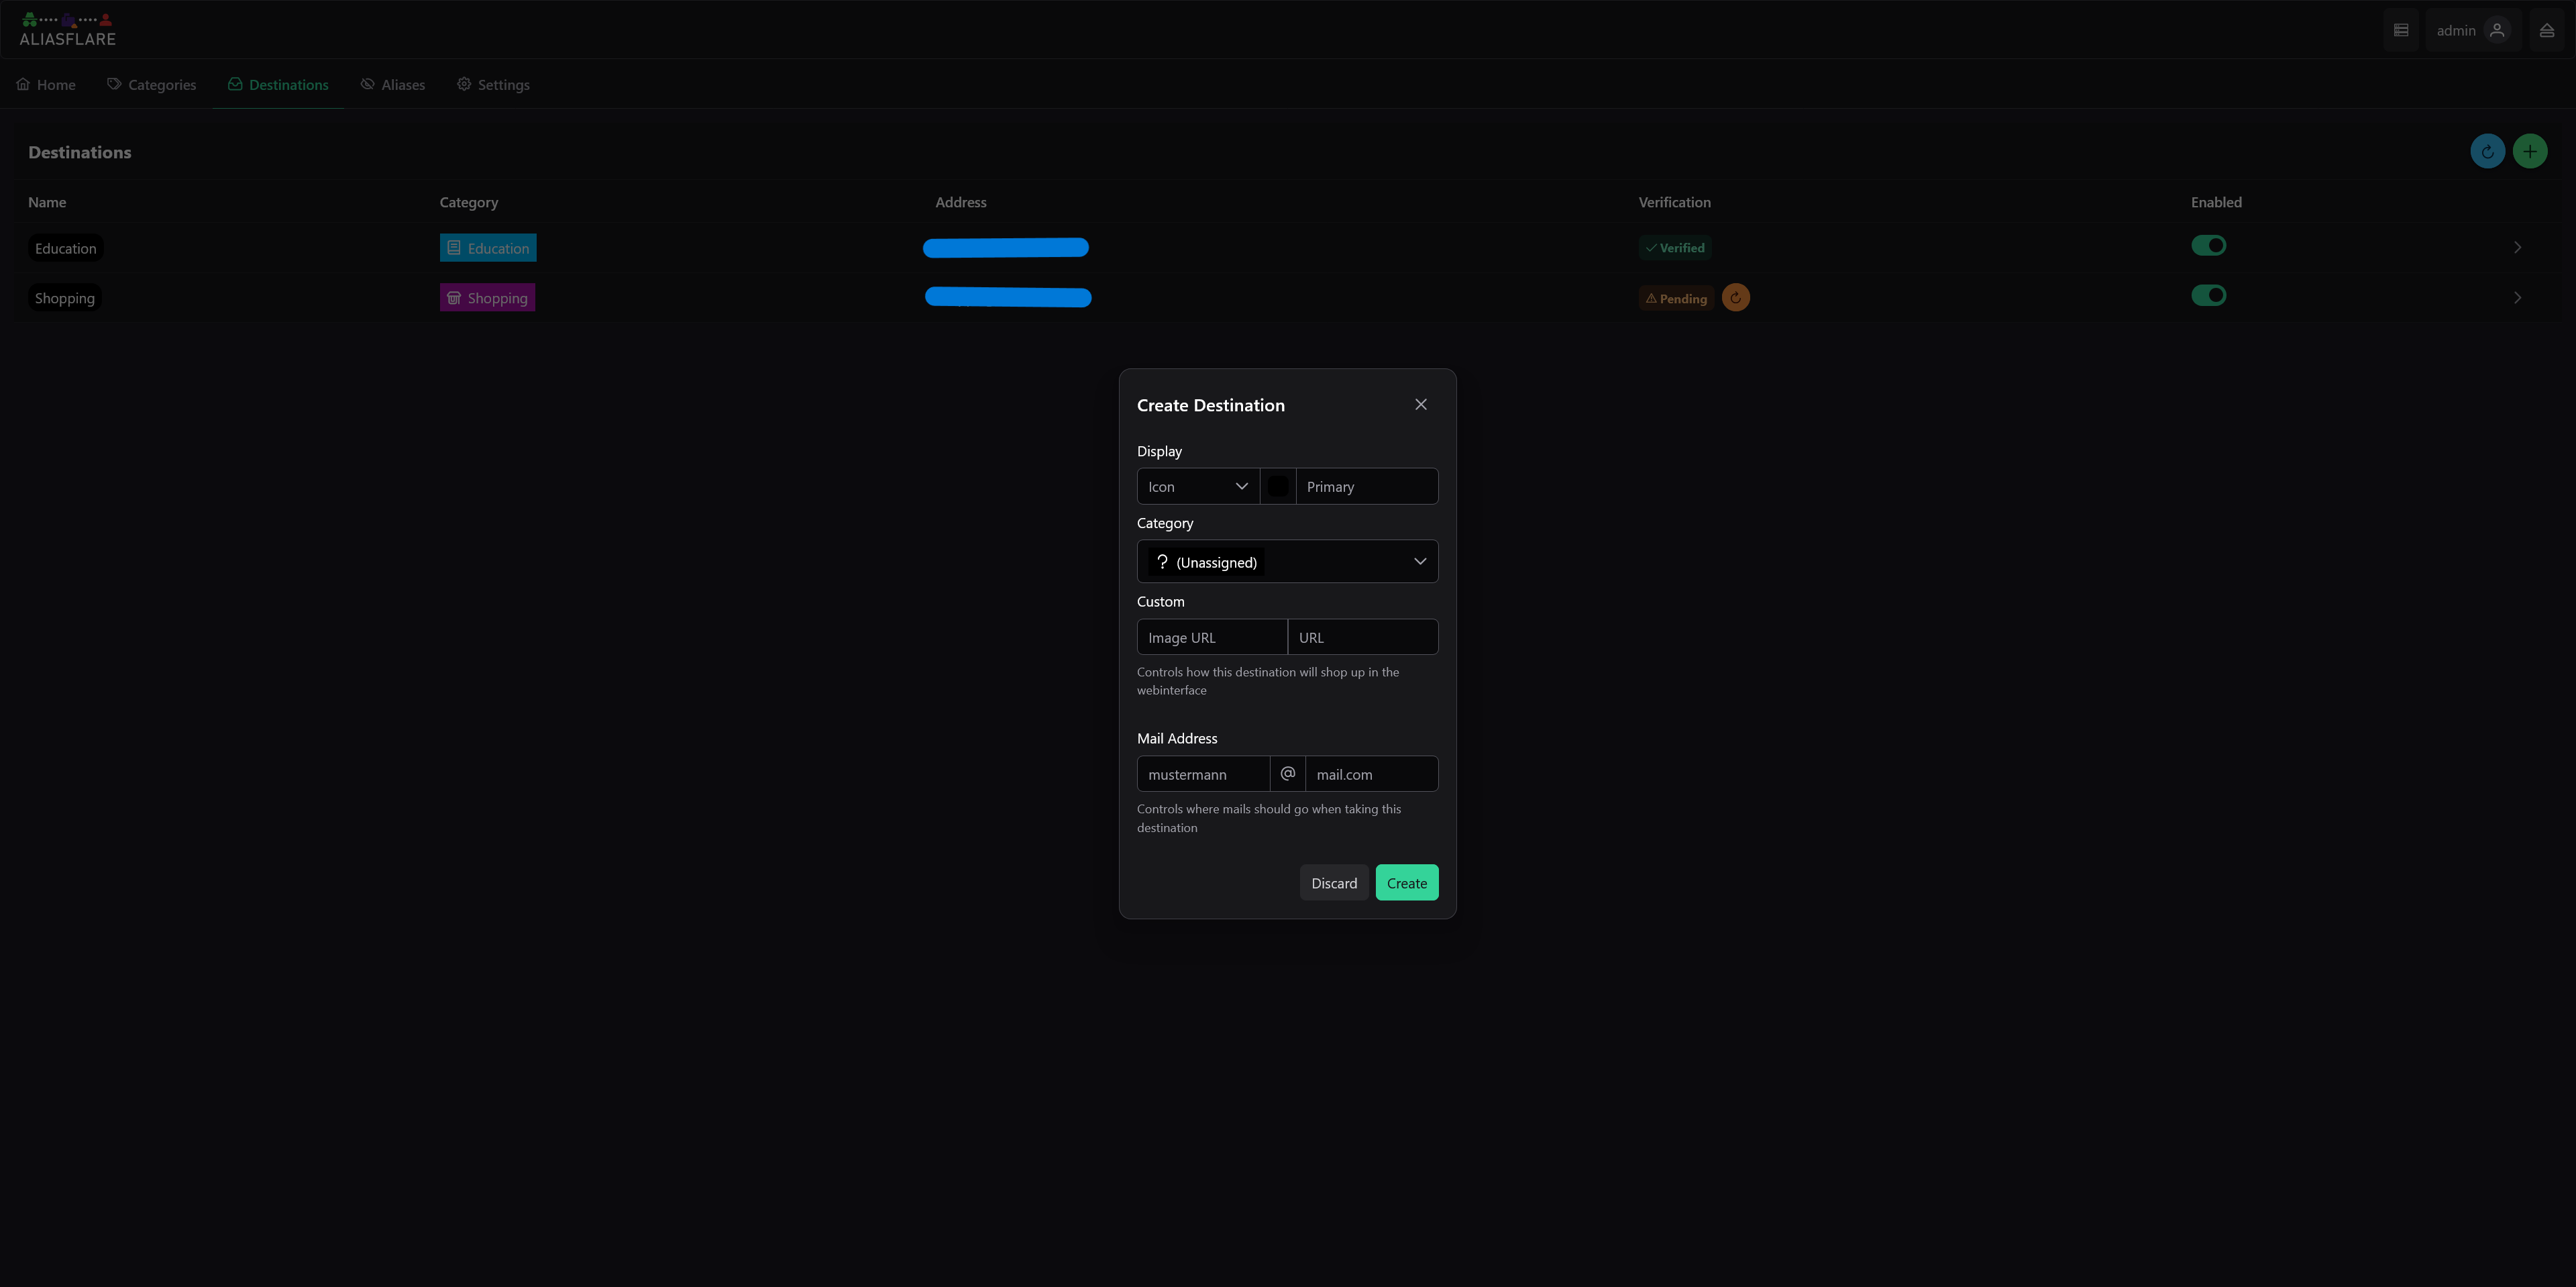 ALIASFLARE
admin
Home Categories Destinations Aliases Settings
Destinations
Name Category Address Verification Enabled
Education Education Verified
Shopping Shopping Pending
Create Destination
Display
Icon Primary
Category
? (Unassigned)
Custom
Image URL URL
Controls how this destination will shop up in the
webinterface
Mail Address
mustermann @ mail.com
Controls where mails should go when taking this
destination
Discard Create